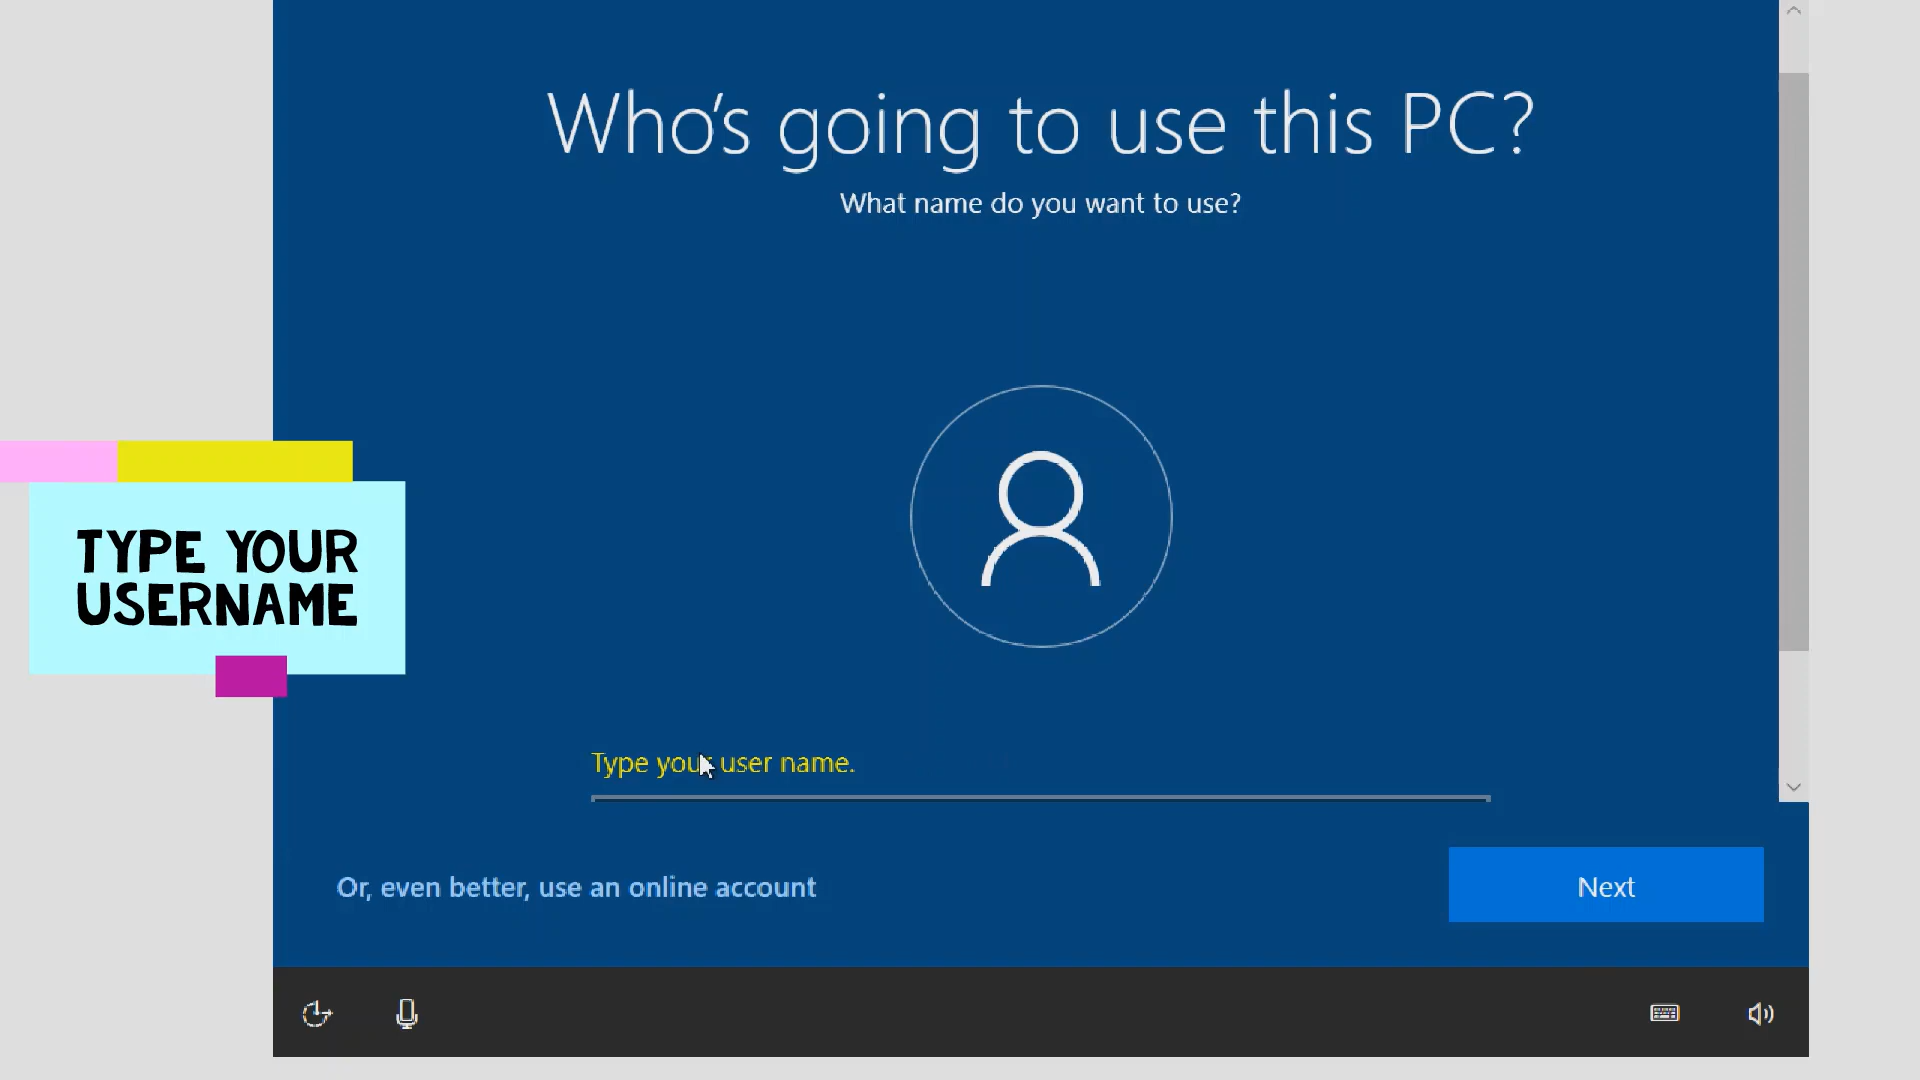 Who's going to use this PC?
What name do you want to use?
TYPE YOUR
USERNAME
Type your user name.
Or, even better, use an online account
Next